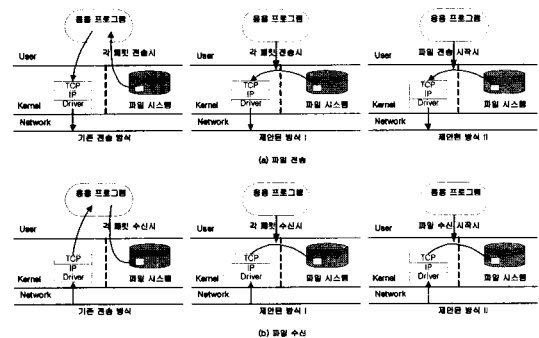 응용 프로그램
각 패킷 전송시
User
TCP
IP
Driver
Kernel
파일 시스템
Network
기존 전송 방식
응용 프로그램
각 패킷 전송시
User
TCP
IP
Driver
Kernel
파일 시스템
Network
제안된 방식 I
응용 프로그램
파일 전송 시작시
User
TCP
IP
Driver
Kernel
파일 시스템
Network
제안된 방식 II
(a) 파일 전송
응용 프로그램
각 패킷 수신시
User
TCP
IP
Driver
Kernel
파일 시스템
Network
기존 전송 방식
응용 프로그램
각 패킷 수신시
User
TCP
IP
Driver
Kernel
파일 시스템
Network
제안된 방식 I
응용 프로그램
파일 수신 시작시
User
TCP
IP
Driver
Kernel
파일 시스템
Network
제안된 방식 II
(b) 파일 수신